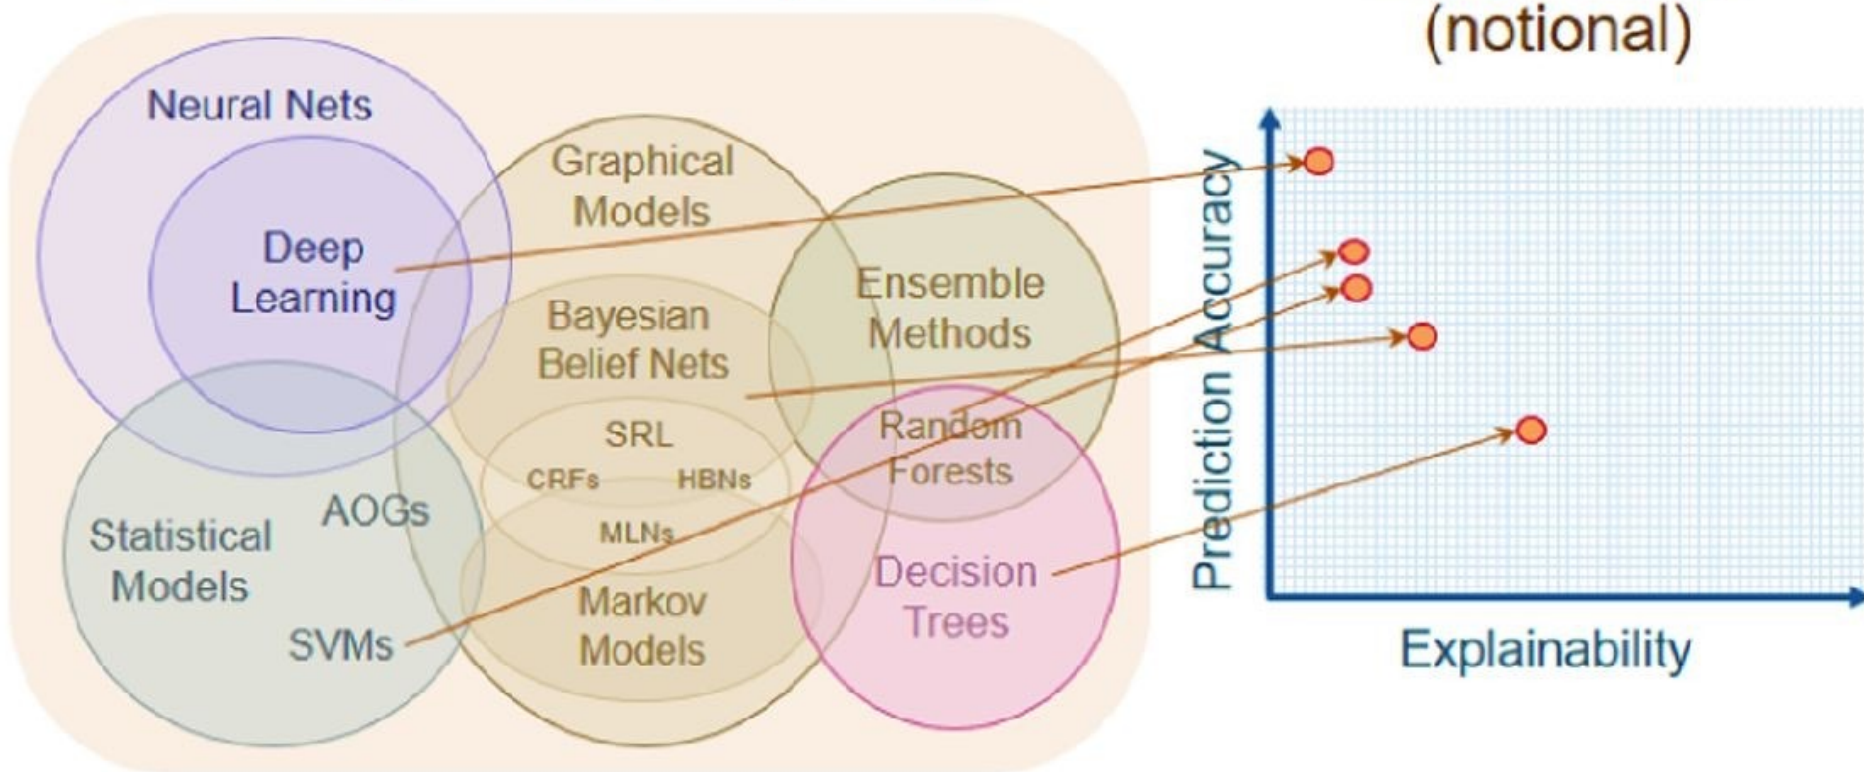 (notional)
Neural Nets
Deep
Learning
Graphical
Models
Bayesian
Belief Nets
SRL
CRFs HBNs
MLNs
Markov
Models
Ensemble
Methods
Random
Forests
Decision
Trees
AOGs
Statistical
Models
SVMs
Prediction Accuracy
Explainability